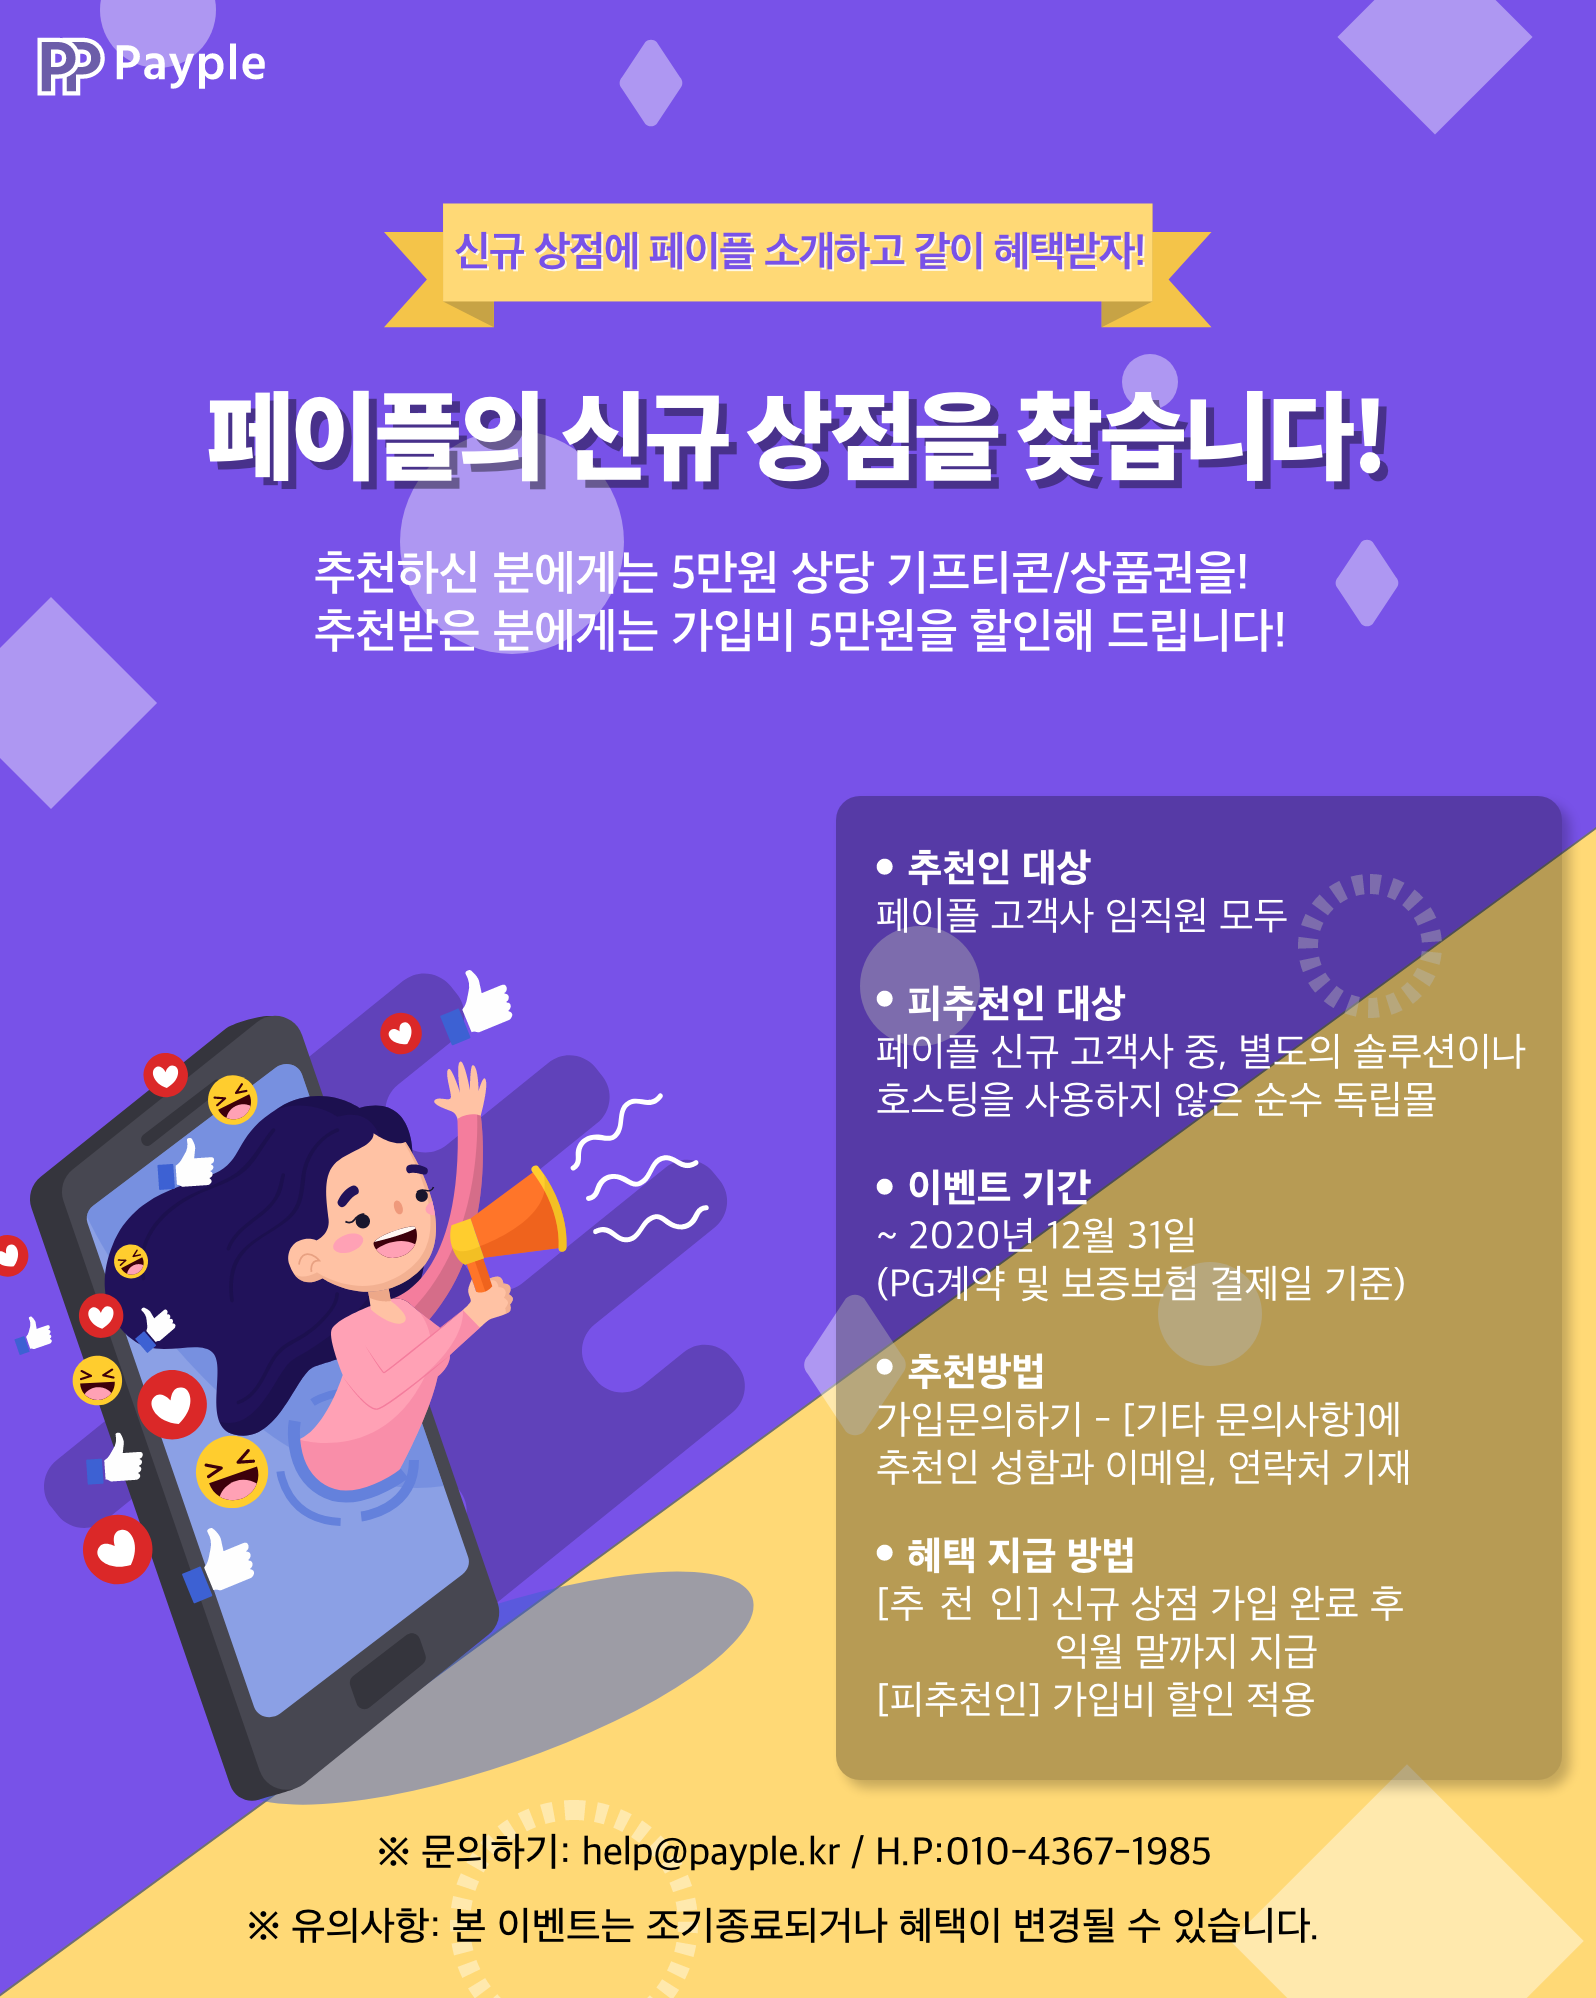 Payple
신규 상점에 페이플 소개하고 같이 혜택받자!
페이플의 신규 상점을 찾습니다!
추천하신 분에게는 5만원 상당 기프티콘/상품권을!
추천받은 분에게는 가입비 5만원을 할인해 드립니다!
• 추천인 대상
페이플 고객사 임직원 모두
• 피추천인 대상
페이플 신규 고객사 중, 별도의 솔루션이나
호스팅을 사용하지 않은 순수 독립몰
• 이벤트 기간
~ 2020년 12월 31일
(PG계약 및 보증보험 결제일 기준)
• 추천방법
가입문의하기 - [기타 문의사항]에
추천인 성함과 이메일, 연락처 기재
• 혜택 지급 방법
[추 천 인] 신규 상점 가입 완료 후
익월 말까지 지급
[피추천인] 가입비 할인 적용
※ 문의하기: help@payple.kr / H.P:010-4367-1985
※ 유의사항: 본 이벤트는 조기종료되거나 혜택이 변경될 수 있습니다.